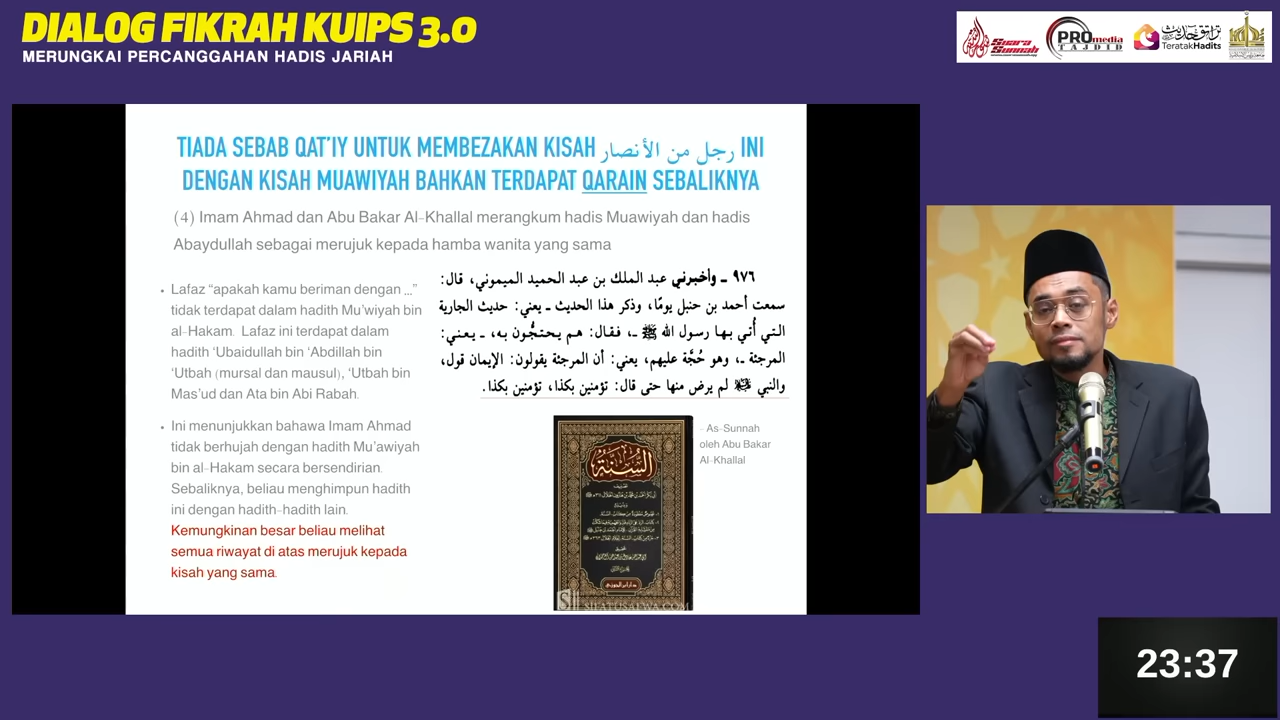 DIALOG FIKRAH KUIPS 3.0
MERUNGKAI PERCANGGAHAN HADIS JARIAH
Suara Sunnah
PROmedia
TAJDID
TeratakHadits
TIADA SEBAB QAT'IY UNTUK MEMBEZAKAN KISAH رجل من الأنصار INI
DENGAN KISAH MUAWIYAH BAHKAN TERDAPAT QARAIN SEBALIKNYA
(4) Imam Ahmad dan Abu Bakar Al-Khallal merangkum hadis Muawiyah dan hadis
Abaydullah sebagai merujuk kepada hamba wanita yang sama
• Lafaz “apakah kamu beriman dengan ...”
tidak terdapat dalam hadith Mu'wiyah bin
al-Hakam. Lafaz ini terdapat dalam
hadith ‘Ubaidullah bin ‘Abdillah bin
‘Utbah (mursal dan mausul), ‘Utbah bin
Mas’ud dan Ata bin Abi Rabah.
• Ini menunjukkan bahawa Imam Ahmad
tidak berhujah dengan hadith Mu’awiyah
bin al-Hakam secara bersendirian.
Sebaliknya, beliau menghimpun hadith
ini dengan hadith-hadith lain.
Kemungkinan besar beliau melihat
semua riwayat di atas merujuk kepada
kisah yang sama.
٩٧٦ ـ وأخبرني عبد الملك بن عبد الحميد الميموني، قال:
سمعت أحمد بن حنبل يومًا، وذكر هذا الحديث ـ يعني: حديث الجارية
التي أُتي بها رسول الله ﷺ ـ، فقال: هم يحتجُّون به، ـ يعني:
المرجئة ـ، وهو حُجَّة عليهم، يعني: أن المرجئة يقولون: الإيمان قول،
والنبي ﷺ لم يرض منها حتى قال: تؤمنين بكذا، تؤمنين بكذا.
السنة
- As-Sunnah
oleh Abu Bakar
Al-Khallal
23:37